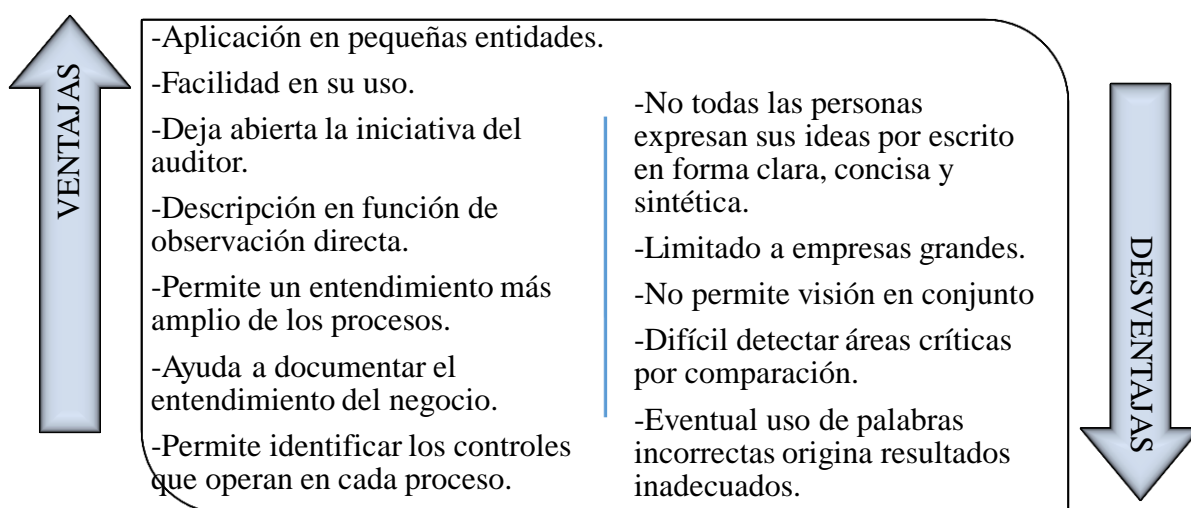 VENTAJAS
-Aplicación en pequeñas entidades.
-Facilidad en su uso.
-Deja abierta la iniciativa del
auditor.
-Descripción en función de
observación directa.
-Permite un entendimiento más
amplio de los procesos.
-Ayuda a documentar el
entendimiento del negocio.
-Permite identificar los controles
que operan en cada proceso.
-No todas las personas
expresan sus ideas por escrito
en forma clara, concisa y
sintética.
-Limitado a empresas grandes.
-No permite visión en conjunto
-Difícil detectar áreas críticas
por comparación.
-Eventual uso de palabras
incorrectas origina resultados
inadecuados.
DESVENTAJAS